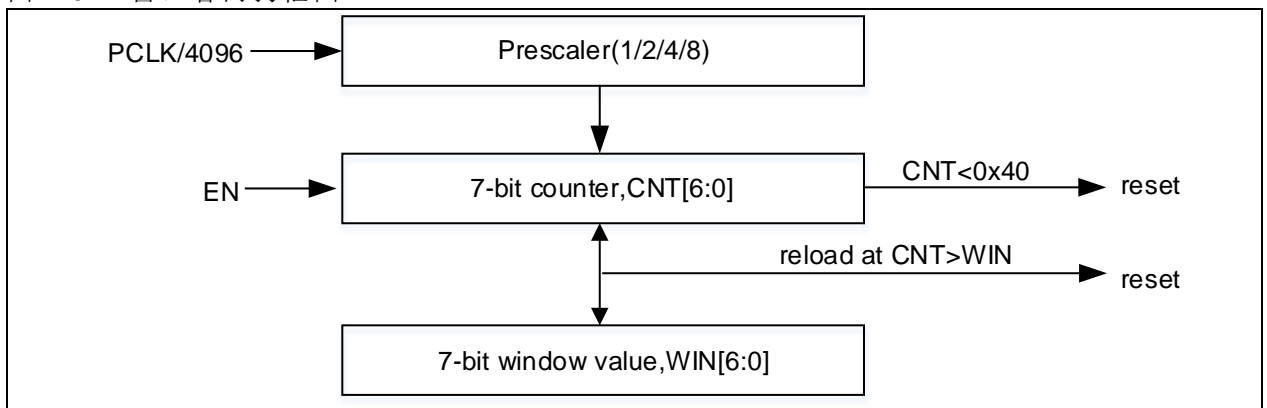 PCLK/4096
Prescaler(1/2/4/8)
EN
7-bit counter,CNT[6:0]
CNT<0x40
reset
reload at CNT>WIN
reset
7-bit window value,WIN[6:0]